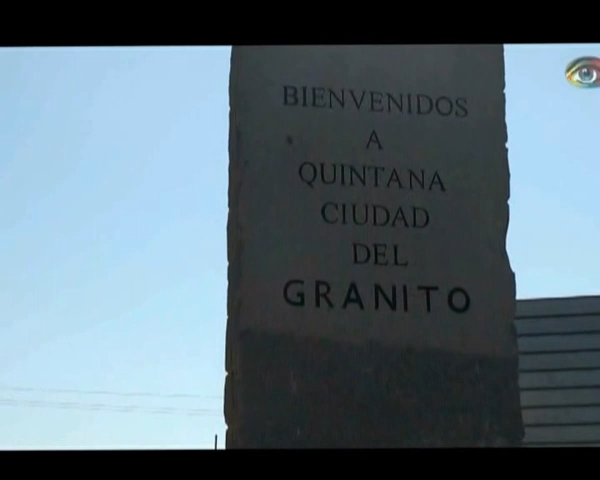 BIENVENIDOS
A
QUINTANA
CIUDAD
DEL
GRANITO